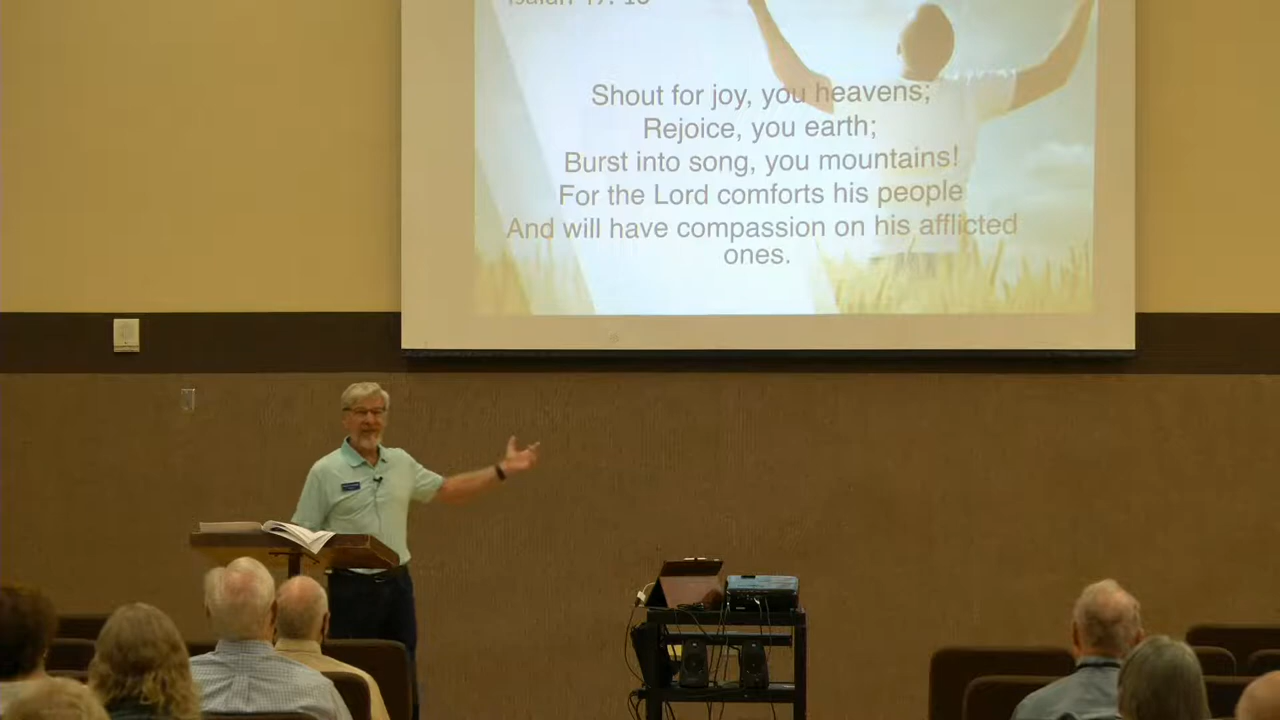 Shout for joy, you heavens;
Rejoice, you earth;
Burst into song, you mountains!
For the Lord comforts his people
And will have compassion on his afflicted
ones.